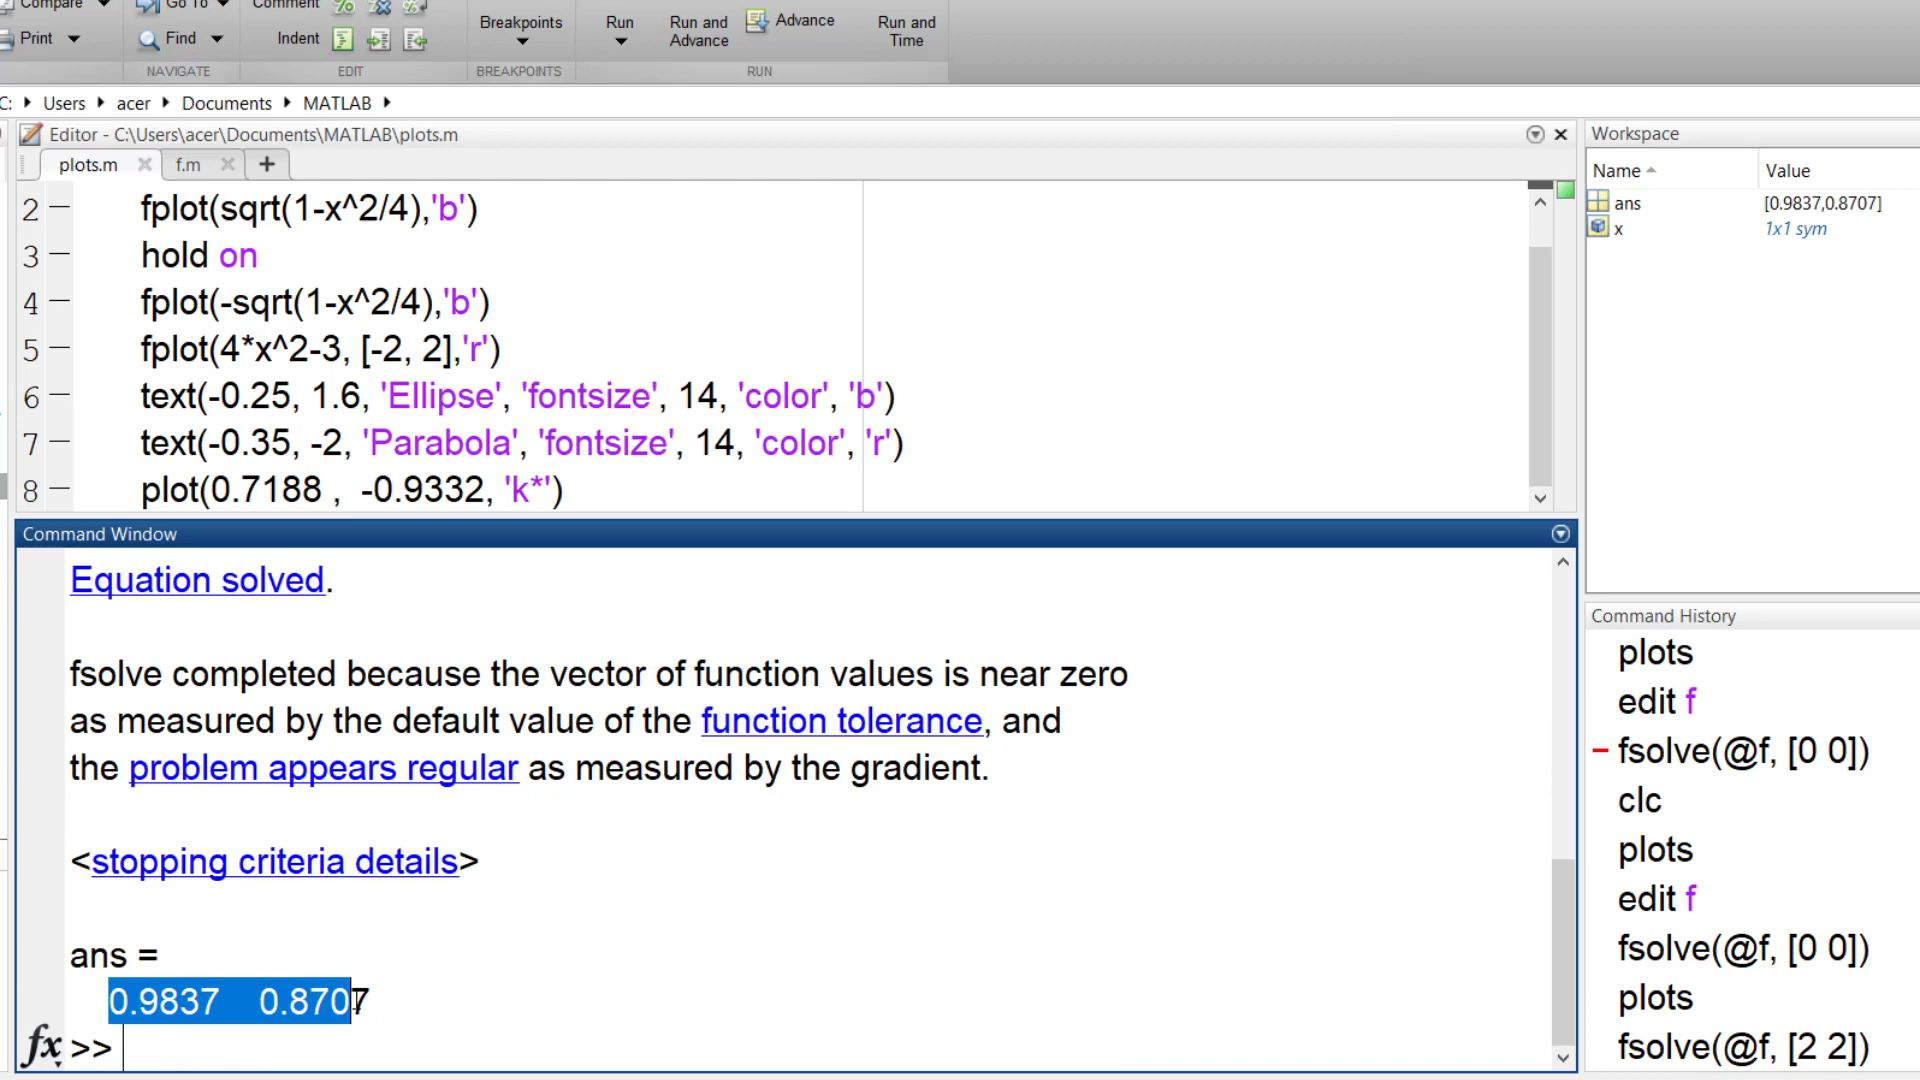 Compare
Go To
Comment
Print
Find
Indent
Breakpoints
Run
Run and Advance
Advance
Run and Time
NAVIGATE
EDIT
BREAKPOINTS
RUN
C: Users acer Documents MATLAB
Editor - C:\Users\acer\Documents\MATLAB\plots.m
plots.m
f.m
2 fplot(sqrt(1-x^2/4),'b')
3 hold on
4 fplot(-sqrt(1-x^2/4),'b')
5 fplot(4*x^2-3, [-2, 2],'r')
6 text(-0.25, 1.6, 'Ellipse', 'fontsize', 14, 'color', 'b')
7 text(-0.35, -2, 'Parabola', 'fontsize', 14, 'color', 'r')
8 plot(0.7188 ,  -0.9332, 'k*')
Command Window
Equation solved.
fsolve completed because the vector of function values is near zero
as measured by the default value of the function tolerance, and
the problem appears regular as measured by the gradient.
<stopping criteria details>
ans =
0.9837 0.8707
fx >>
Workspace
Name Value
ans [0.9837,0.8707]
x 1x1 sym
Command History
plots
edit f
fsolve(@f, [0 0])
clc
plots
edit f
fsolve(@f, [0 0])
plots
fsolve(@f, [2 2])